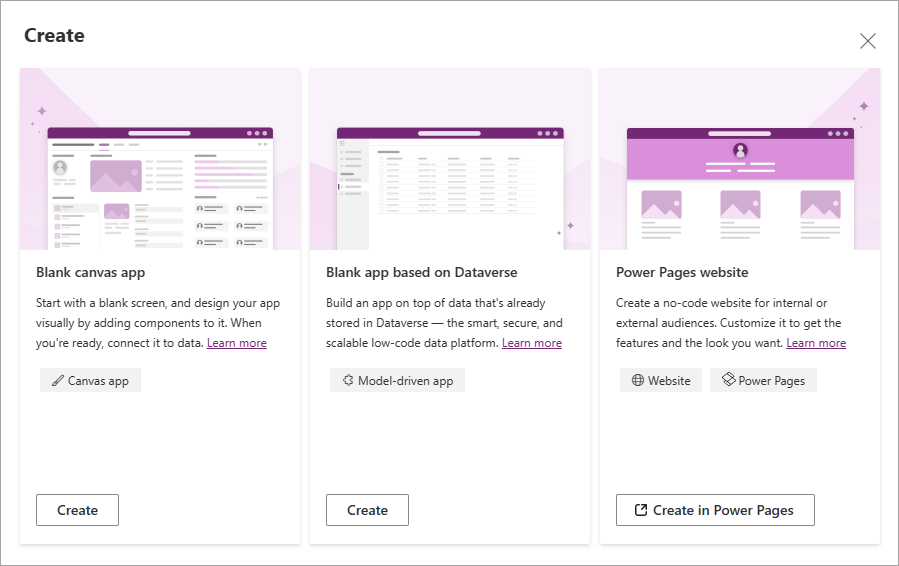 Create
Blank canvas app
Start with a blank screen, and design your app
visually by adding components to it. When
you're ready, connect it to data. Learn more
Canvas app
Create
Blank app based on Dataverse
Build an app on top of data that's already
stored in Dataverse — the smart, secure, and
scalable low-code data platform. Learn more
Model-driven app
Create
Power Pages website
Create a no-code website for internal or
external audiences. Customize it to get the
features and the look you want. Learn more
Website
Power Pages
Create in Power Pages